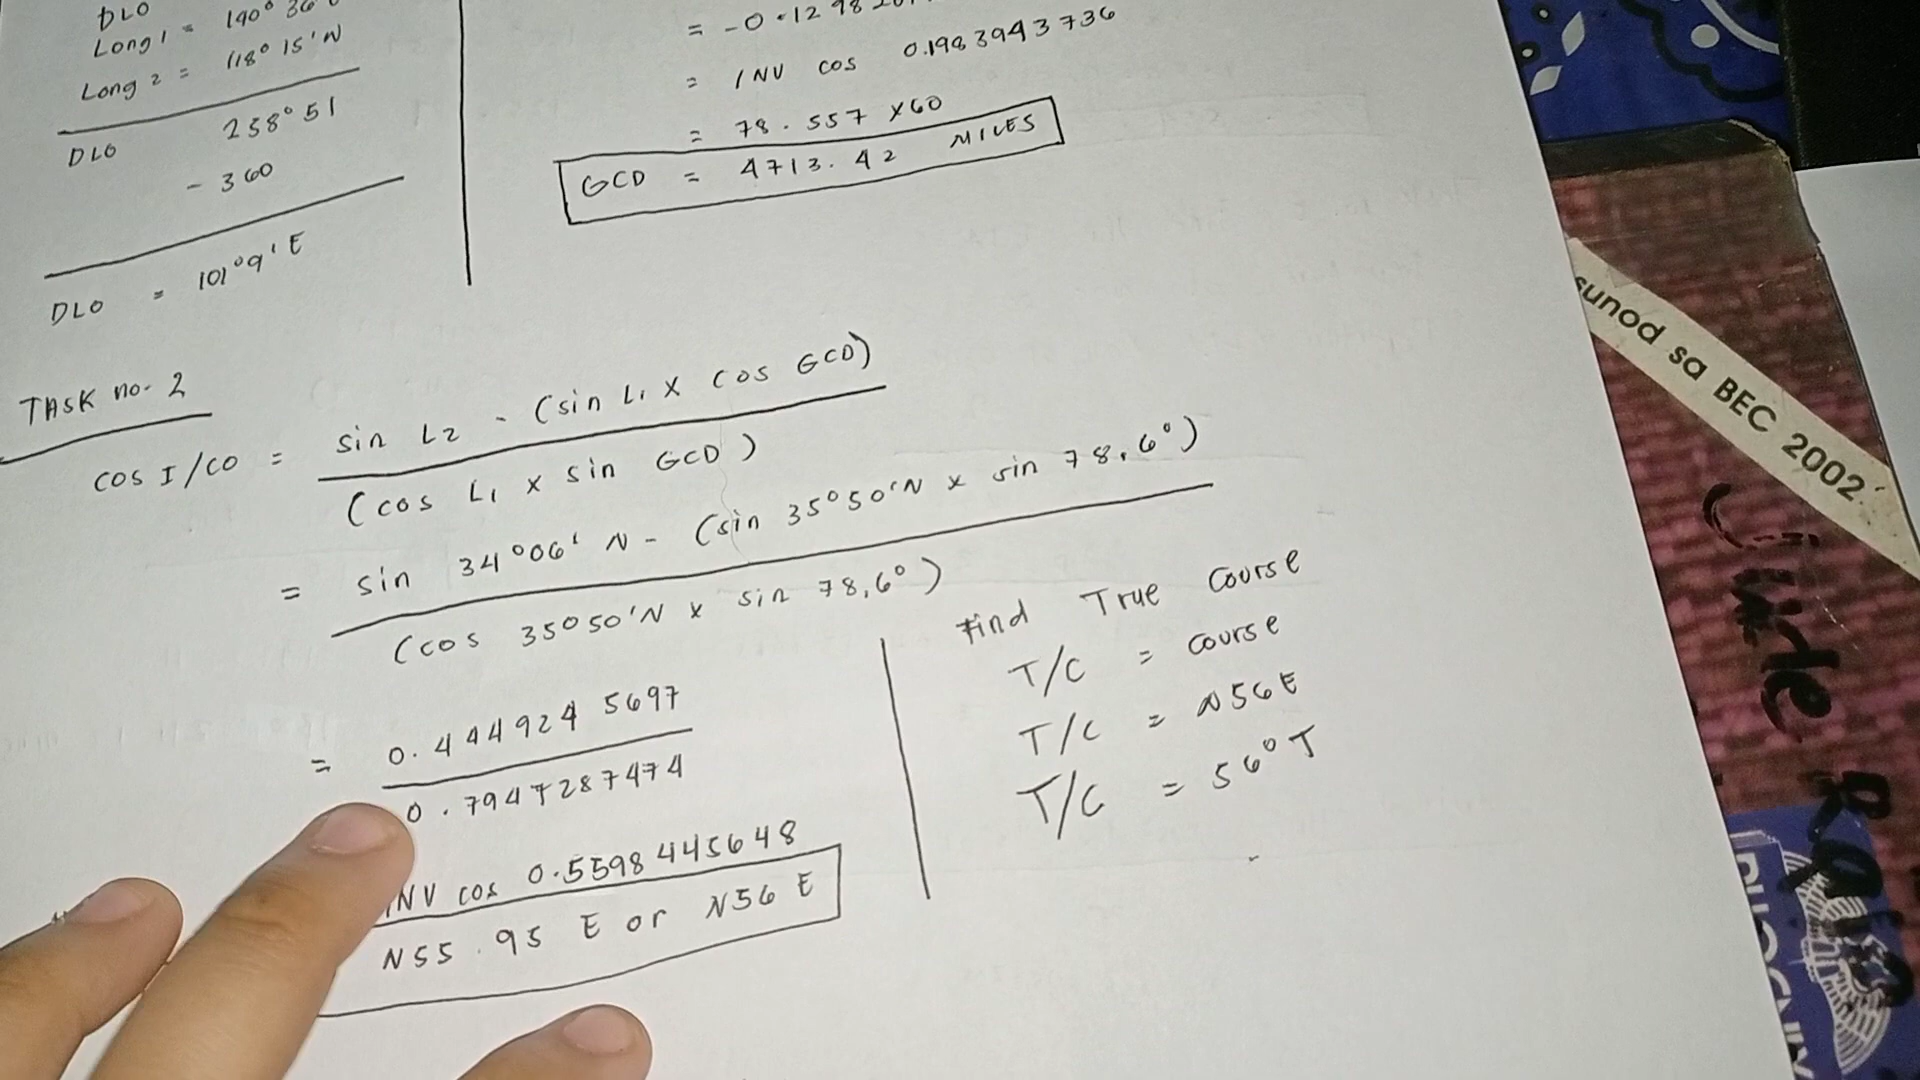 DLO
Long 1 = 140° 36'
Long 2 = 118° 15' N
DLO 258° 51
- 360
DLO = 101° 9' E
= -0.1298
= INV cos 0.1983943736
= 78.557 x60
GCD = 4713.42 MILES
TASK no. 2
cos I/CO = sin L2 - (sin L1 x cos GCD)
(cos L1 x sin GCD)
= sin 34°06' N - (sin 35°50'N x sin 78,6°)
(cos 35°50'N x sin 78,6°)
= 0.4449245697
0.7947287474
INV cos 0.5598445648
N55.95 E or N56 E
Find True Course
T/C = course
T/C = N56E
T/C = 56° T
sunod sa BEC 2002.